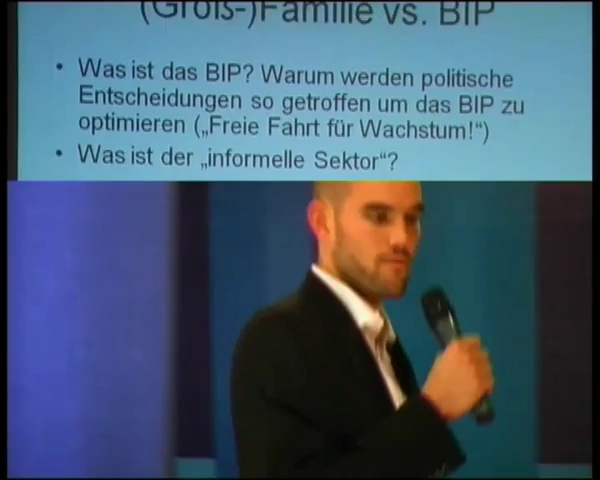 (Groß-)Familie vs. BIP
• Was ist das BIP? Warum werden politische
Entscheidungen so getroffen um das BIP zu
optimieren („Freie Fahrt für Wachstum!“)
• Was ist der „informelle Sektor“?